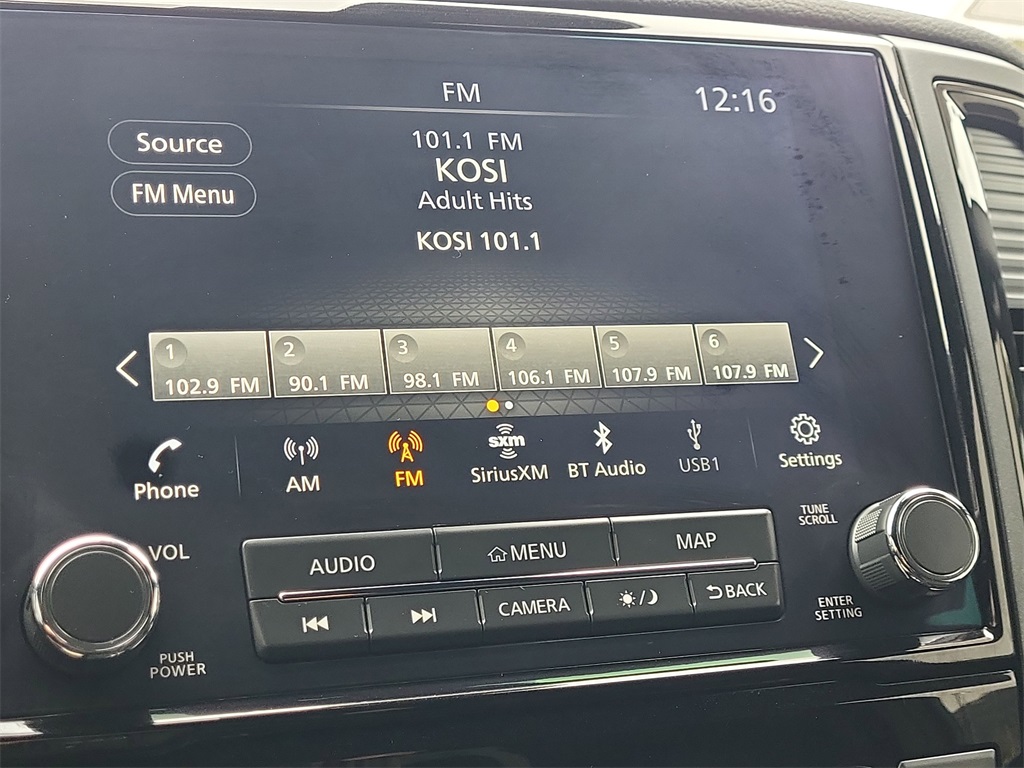 FM
12:16
Source
101.1 FM
KOSI
FM Menu
Adult Hits
KOSI 101.1
1 2 3 4 5 6
102.9 FM 90.1 FM 98.1 FM 106.1 FM 107.9 FM 107.9 FM
Phone
AM
FM
sxm
SiriusXM
BT Audio
USB1
Settings
TUNE
SCROLL
VOL
AUDIO
MENU
MAP
CAMERA
BACK
ENTER
SETTING
PUSH
POWER